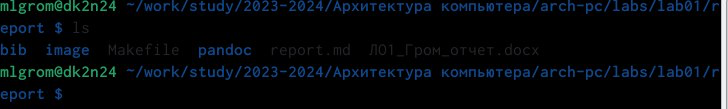 mlgrom@dk2n24 ~/work/study/2023-2024/Архитектура компьютера/arch-pc/labs/lab01/r
eport $ ls
bib image Makefile pandoc report.md Л01_Гром_отчет.docx
mlgrom@dk2n24 ~/work/study/2023-2024/Архитектура компьютера/arch-pc/labs/lab01/r
eport $